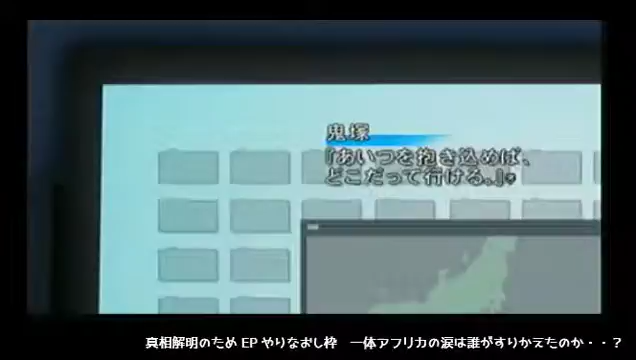 鬼塚
『あいつを抱き込めば、
どこだって行ける。』
真相解明のため EP やりなおし枠　一体アフリカの涙は誰がすりかえたのか・・？